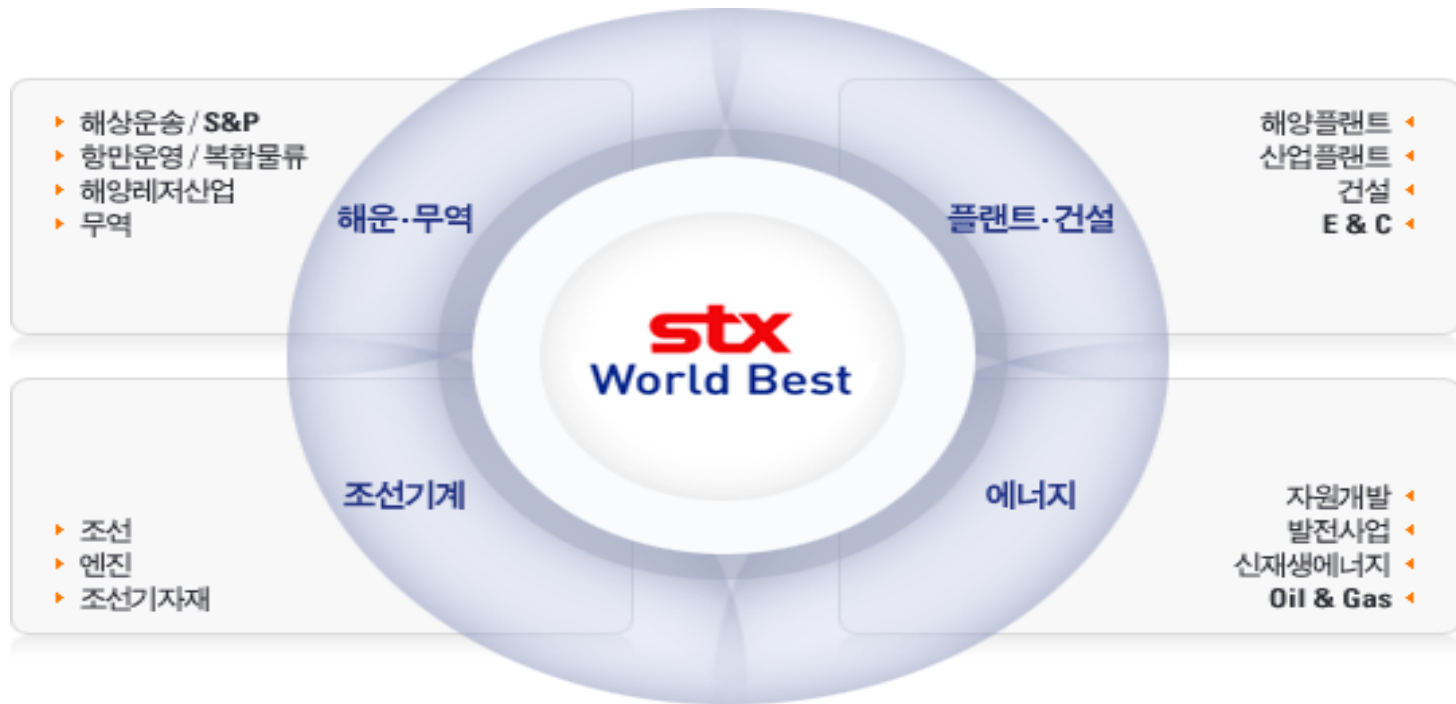 해상운송 / S&P
항만운영 / 복합물류
해양레저산업
무역
해운·무역
해양플랜트
산업플랜트
건설
E & C
플랜트·건설
stx
World Best
조선기계
조선
엔진
조선기자재
에너지
자원개발
발전사업
신재생에너지
Oil & Gas